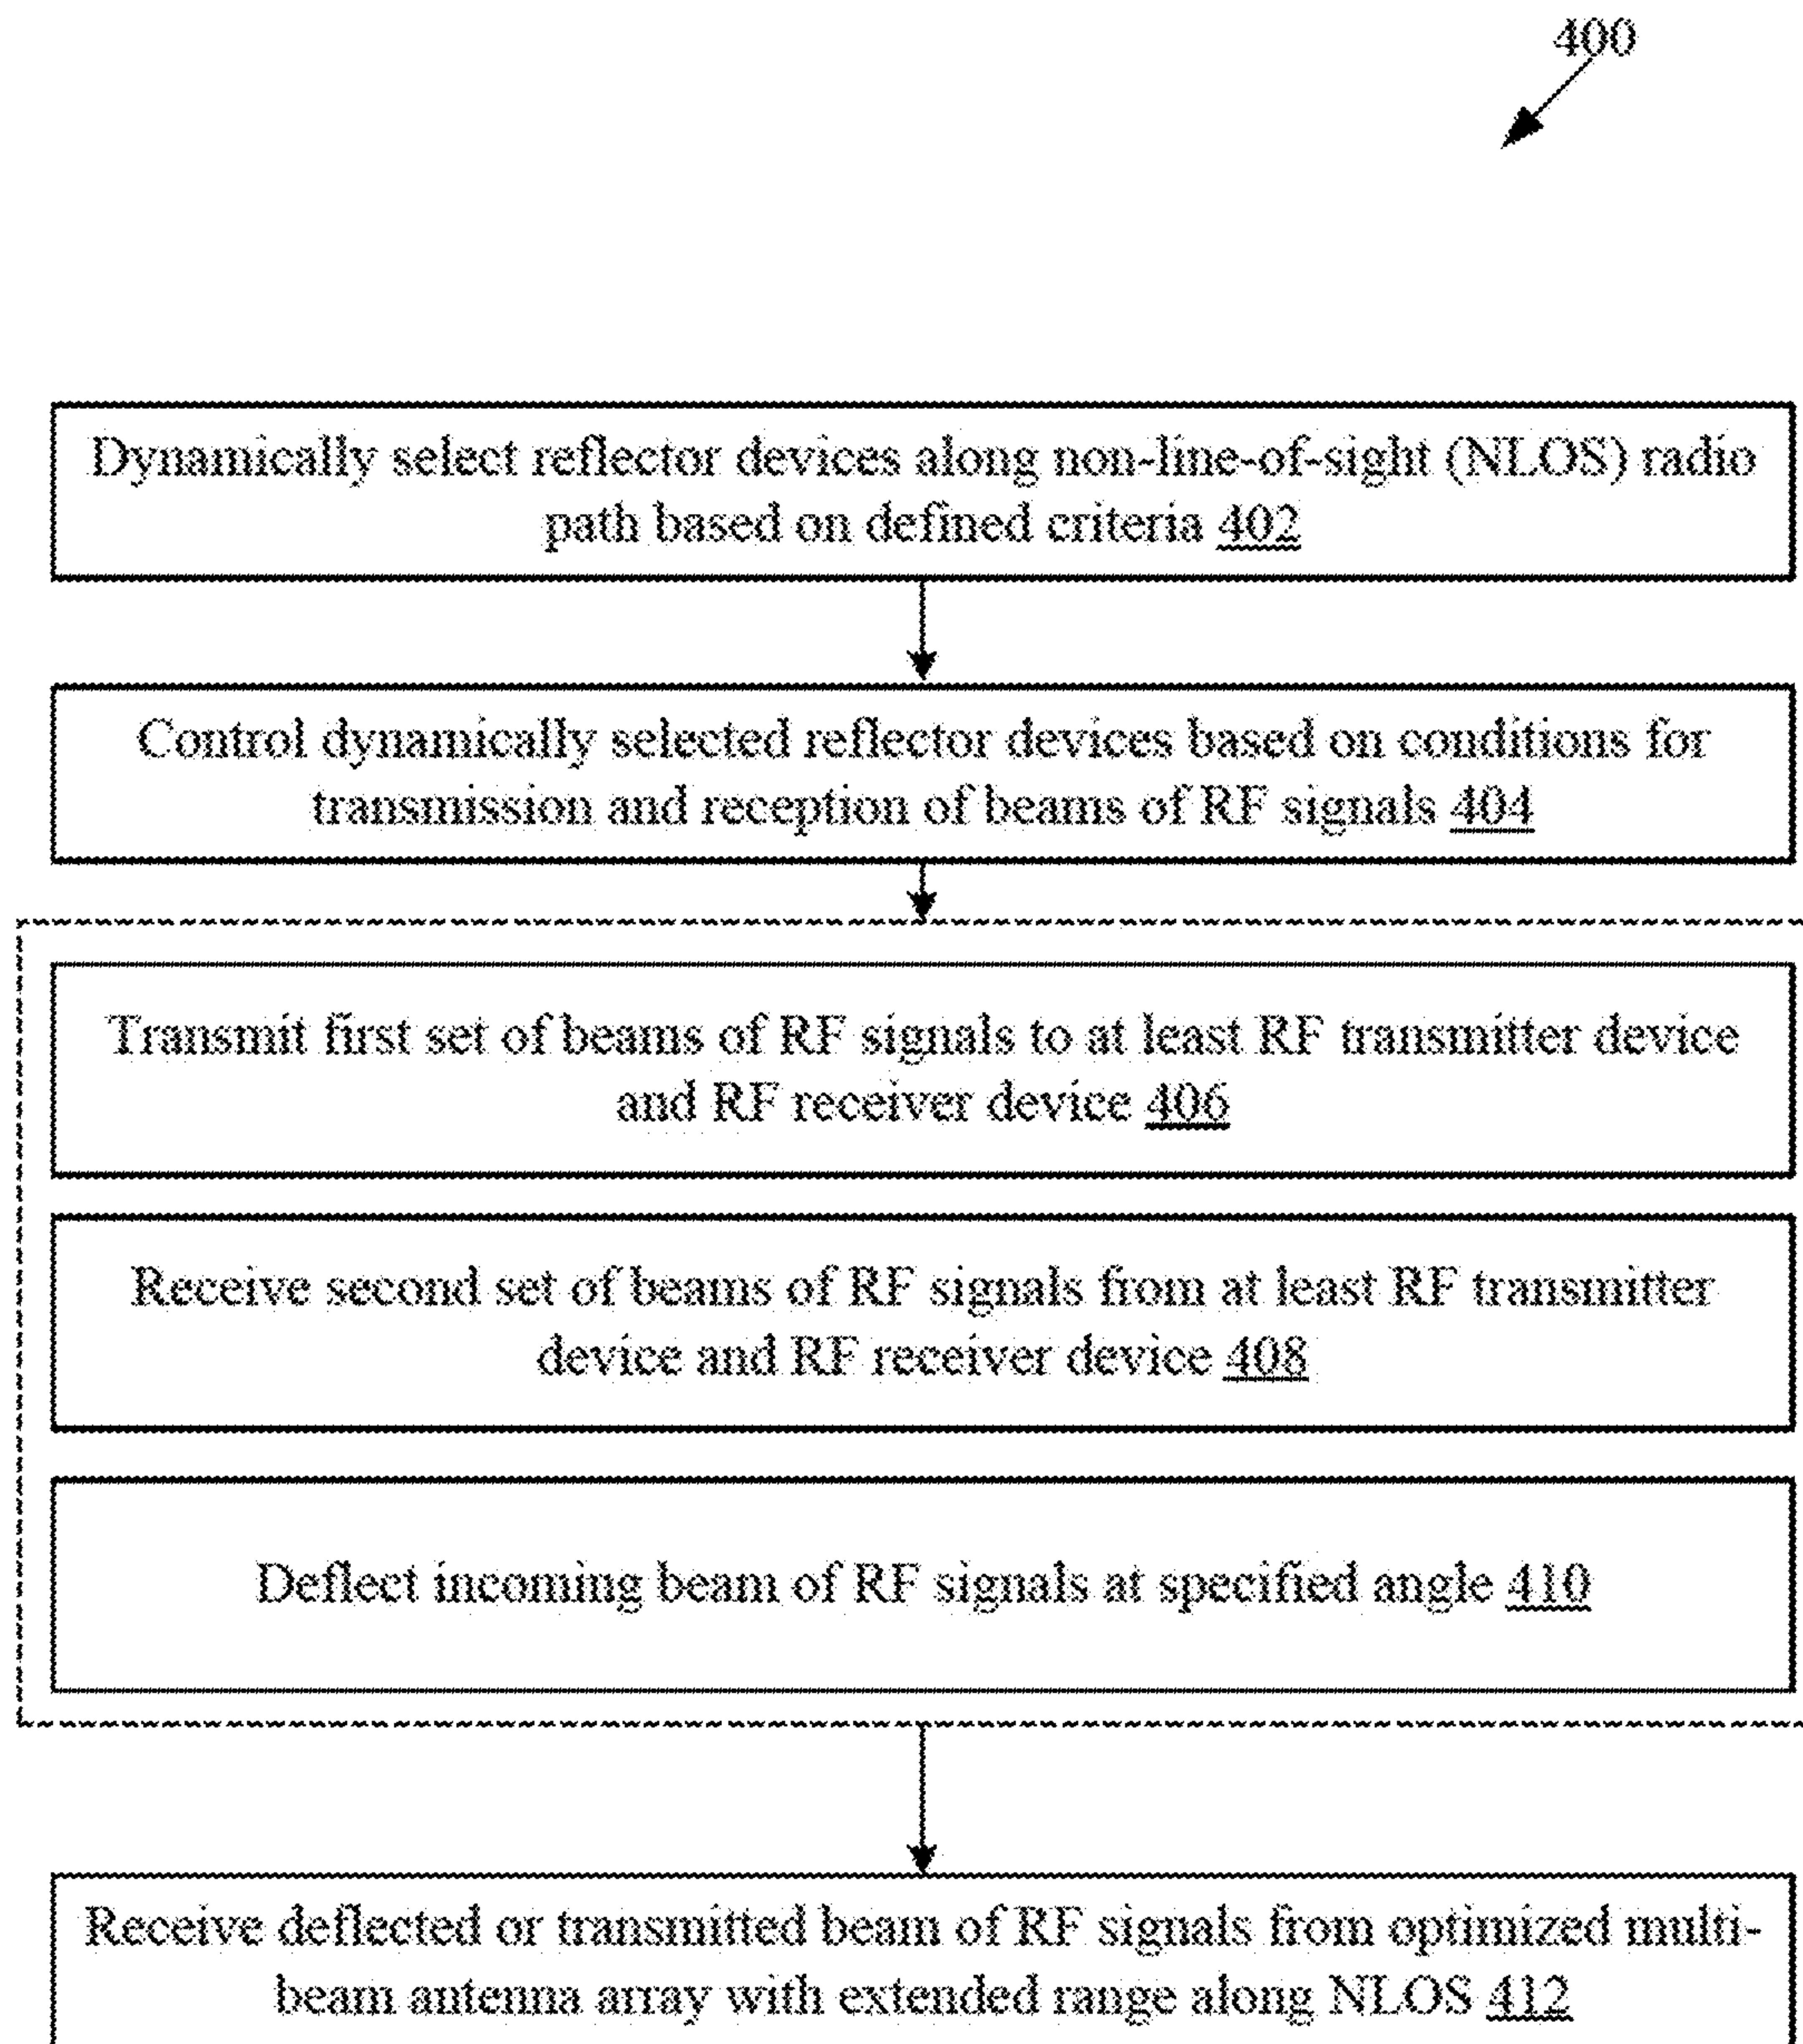 400
Dynamically select reflector devices along non-line-of-sight (NLOS) radio
path based on defined criteria 402
Control dynamically selected reflector devices based on conditions for
transmission and reception of beams of RF signals 404
Transmit first set of beams of RF signals to at least RF transmitter device
and RF receiver device 406
Receive second set of beams of RF signals from at least RF transmitter
device and RF receiver device 408
Deflect incoming beam of RF signals at specified angle 410
Receive deflected or transmitted beam of RF signals from optimized multi-
beam antenna array with extended range along NLOS 412